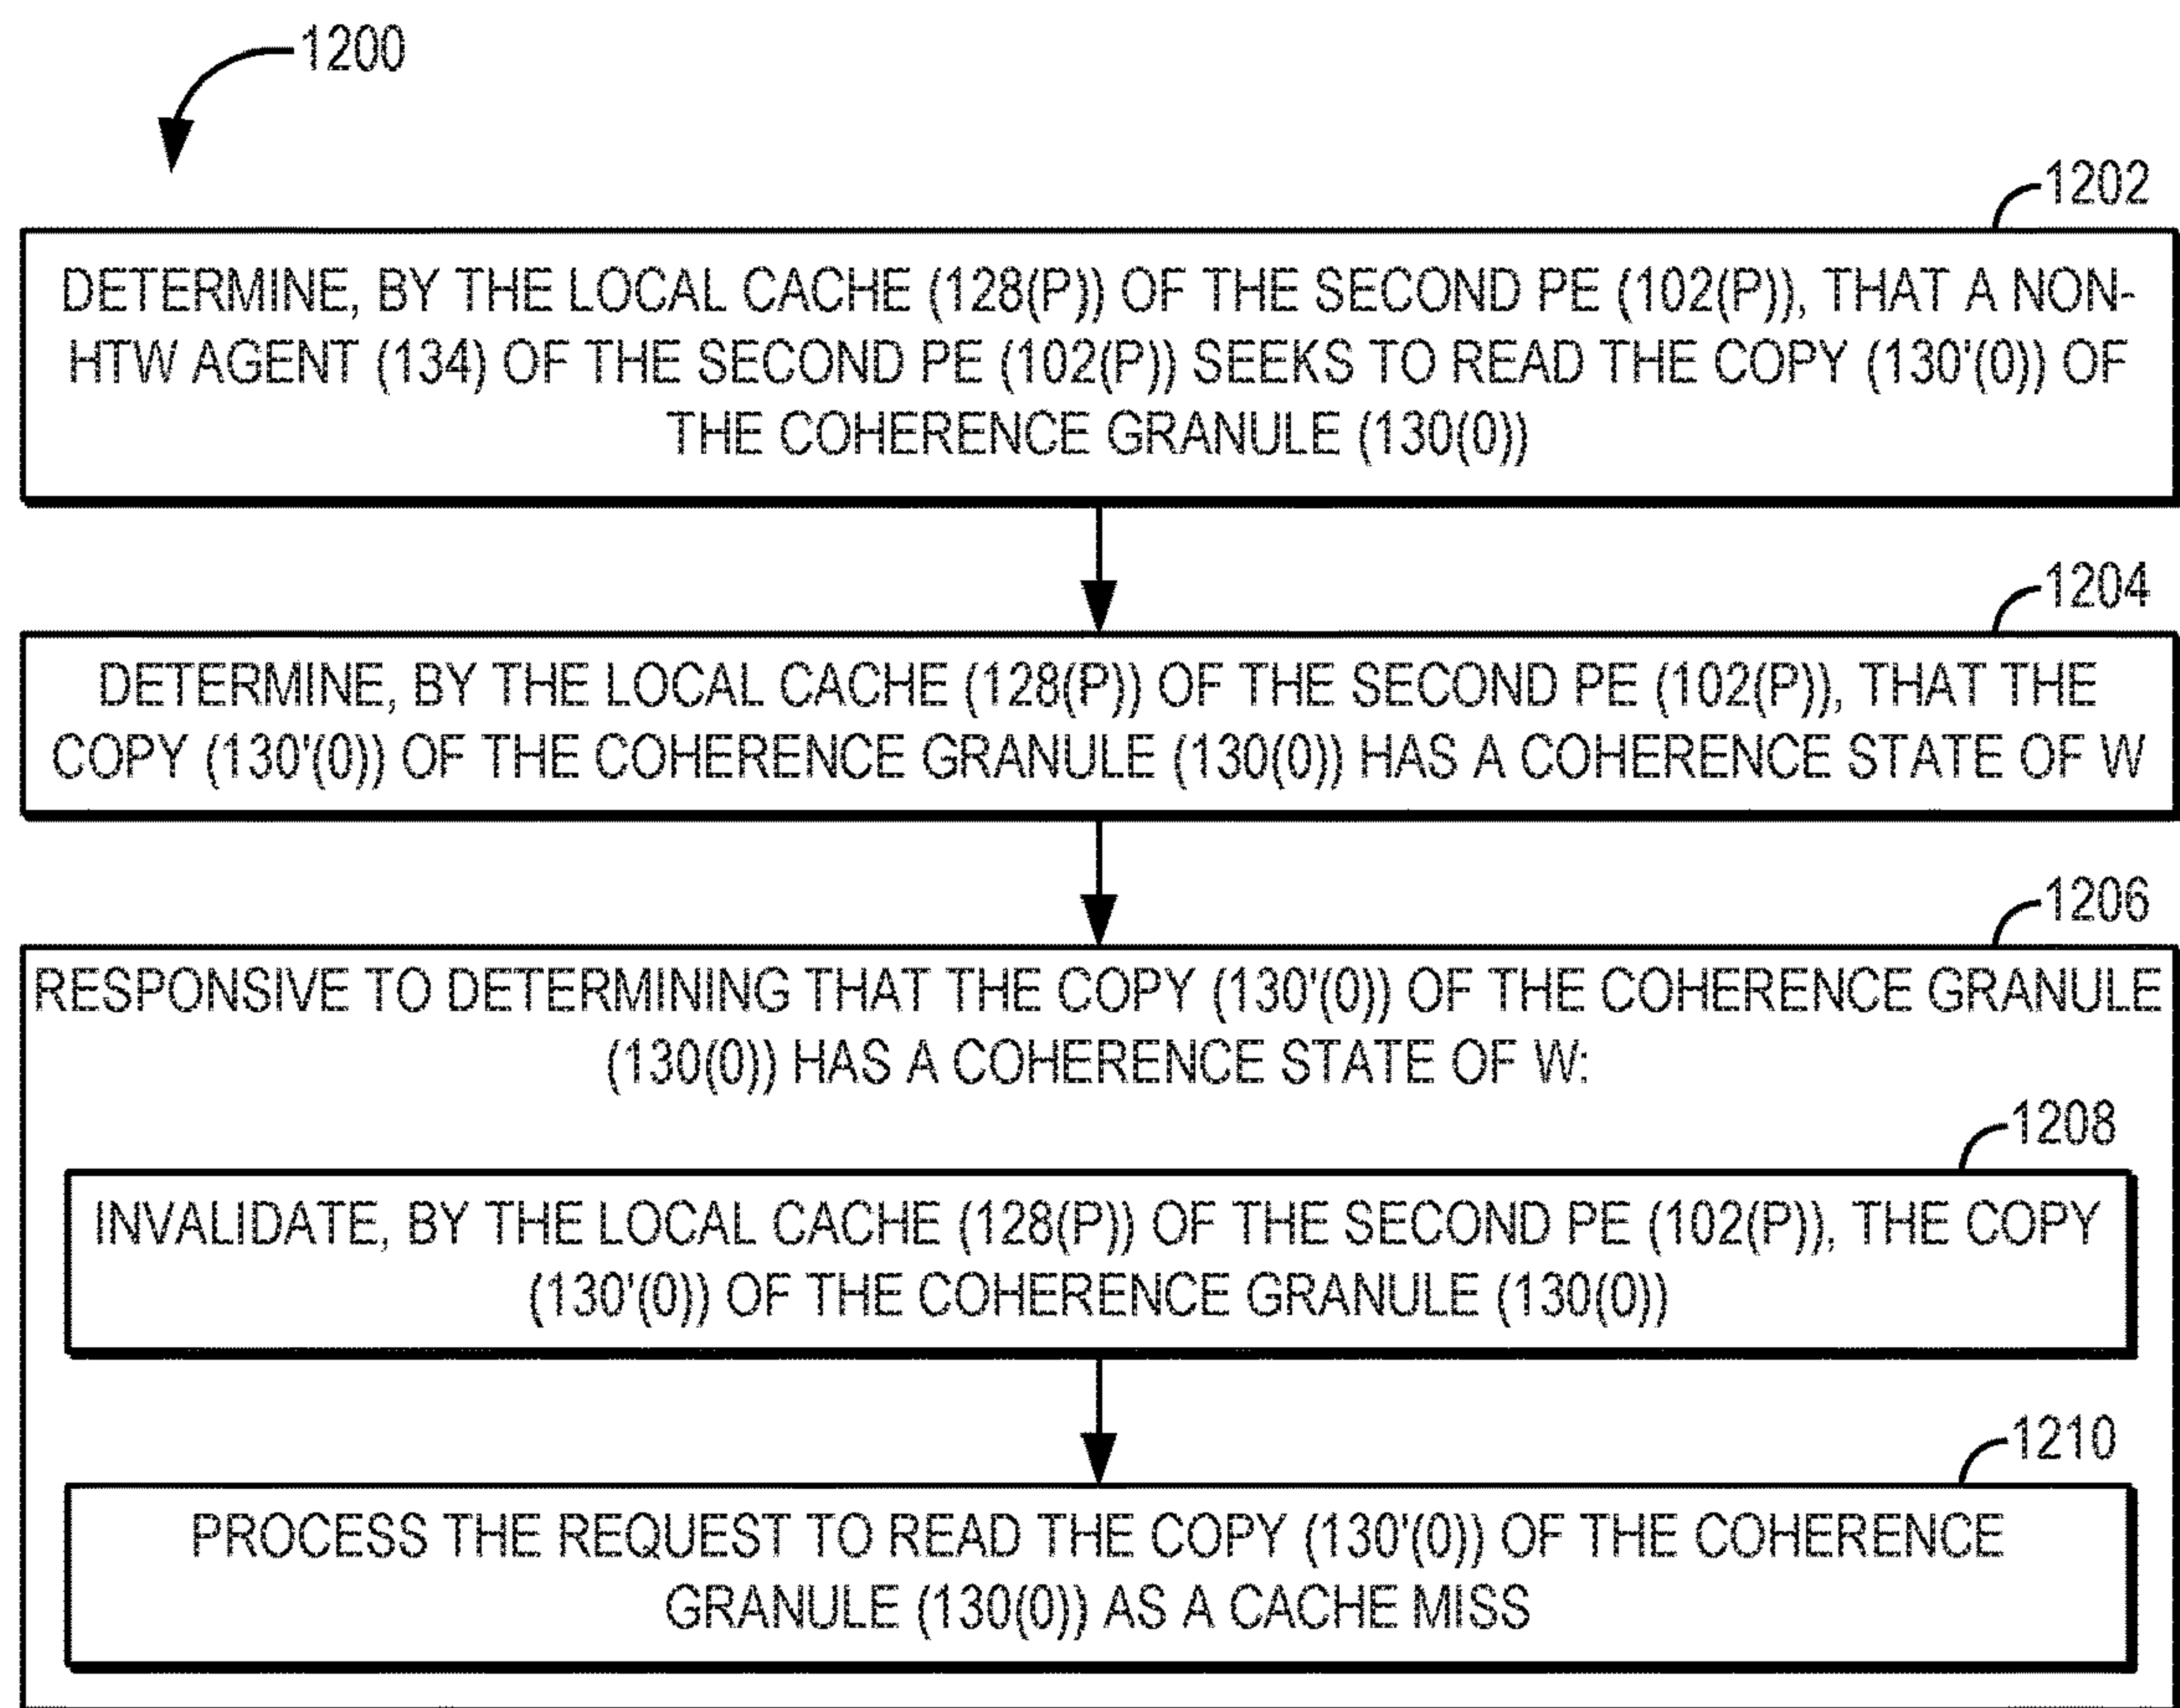 1200
1202
DETERMINE, BY THE LOCAL CACHE (128(P)) OF THE SECOND PE (102(P)), THAT A NON-
HTW AGENT (134) OF THE SECOND PE (102(P)) SEEKS TO READ THE COPY (130'(0)) OF
THE COHERENCE GRANULE (130(0))
1204
DETERMINE, BY THE LOCAL CACHE (128(P)) OF THE SECOND PE (102(P)), THAT THE
COPY (130'(0)) OF THE COHERENCE GRANULE (130(0)) HAS A COHERENCE STATE OF W
1206
RESPONSIVE TO DETERMINING THAT THE COPY (130'(0)) OF THE COHERENCE GRANULE
(130(0)) HAS A COHERENCE STATE OF W:
1208
INVALIDATE, BY THE LOCAL CACHE (128(P)) OF THE SECOND PE (102(P)), THE COPY
(130'(0)) OF THE COHERENCE GRANULE (130(0))
1210
PROCESS THE REQUEST TO READ THE COPY (130'(0)) OF THE COHERENCE
GRANULE (130(0)) AS A CACHE MISS